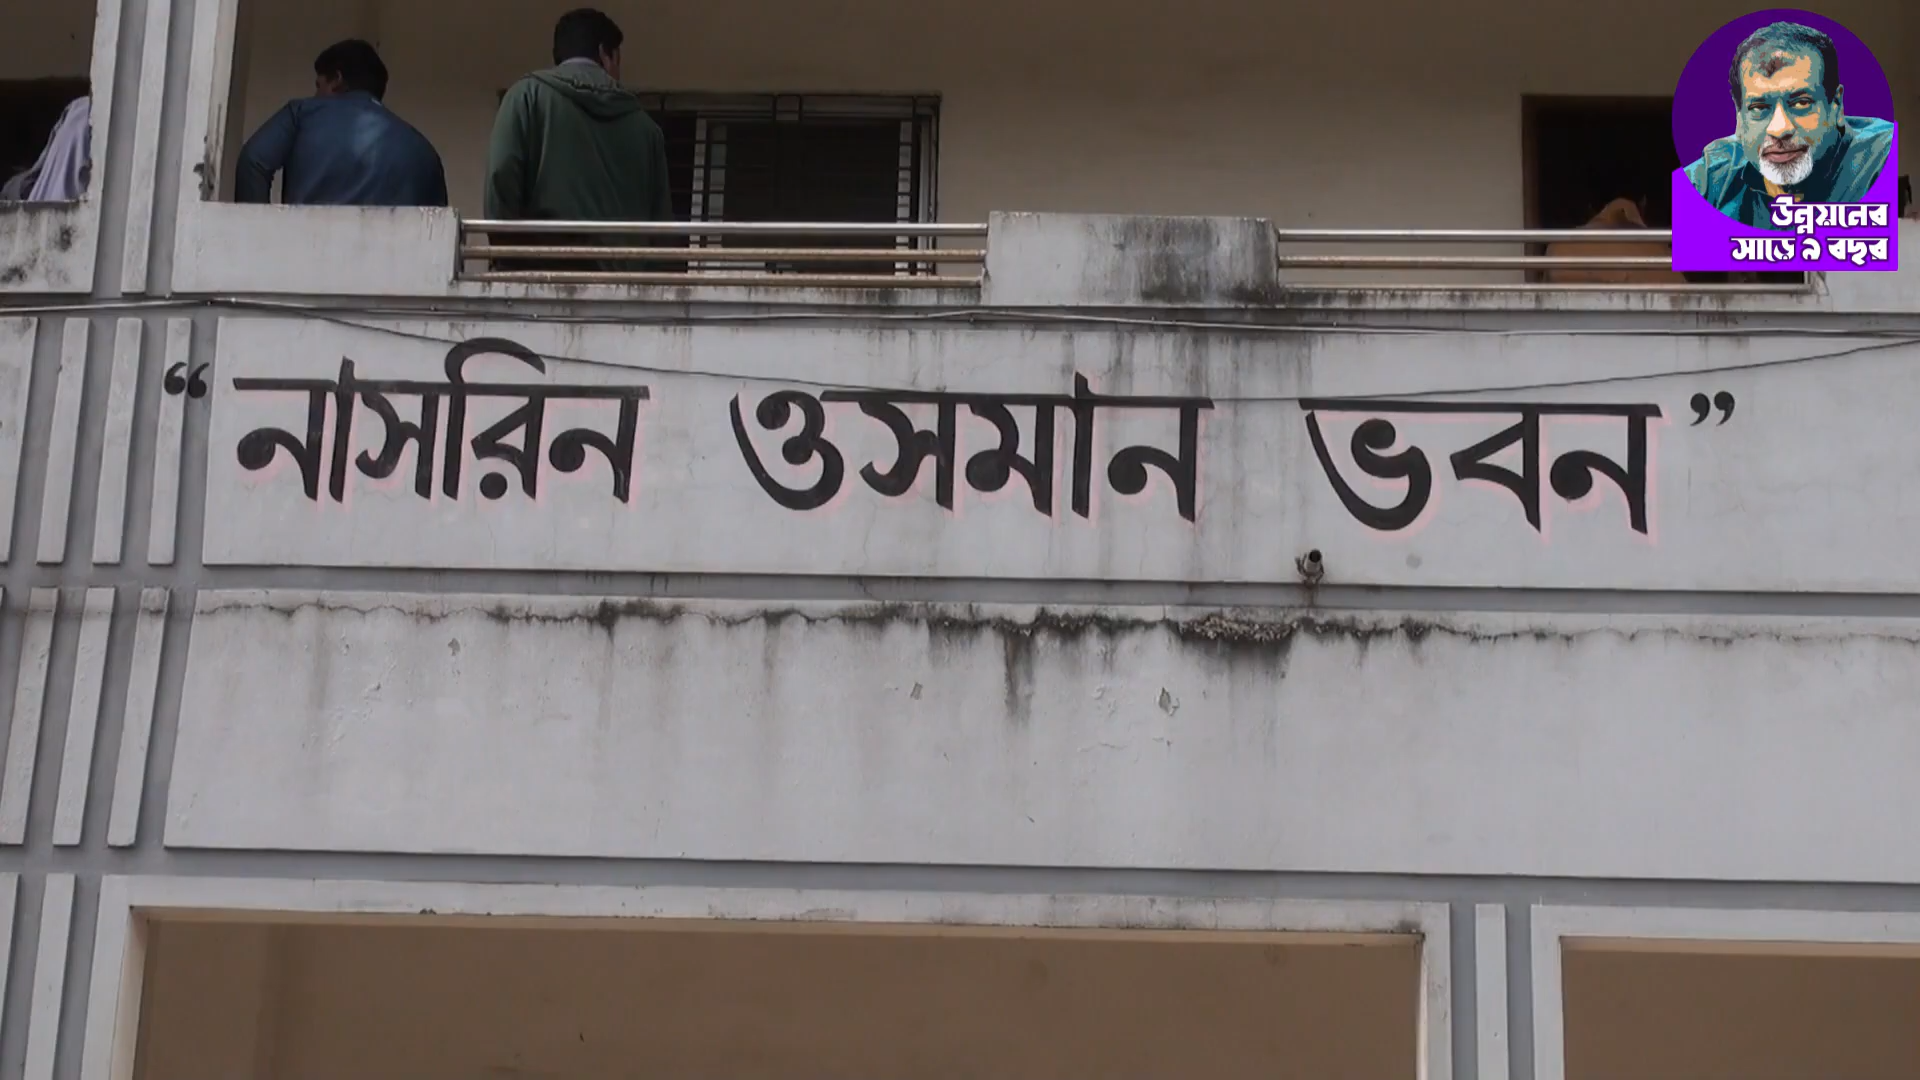 উন্নয়নের
সাড়ে ৯ বছর
“নাসরিন ওসমান ভবন”